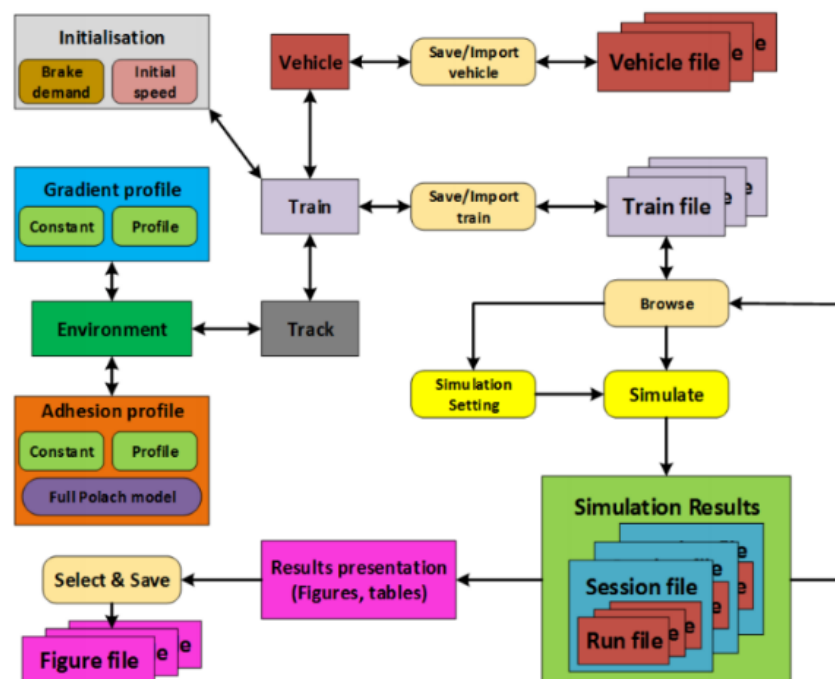 Initialisation
Brake
demand
Initial
speed
Vehicle
Save/Import
vehicle
Vehicle file
e
e
Gradient profile
Constant
Profile
Train
Save/Import
train
Train file
e
e
Environment
Track
Browse
Adhesion profile
Constant
Profile
Full Polach model
Simulation
Setting
Simulate
Simulation Results
Session file
Run file
e
e
Results presentation
(Figures, tables)
Select & Save
Figure file
e
e